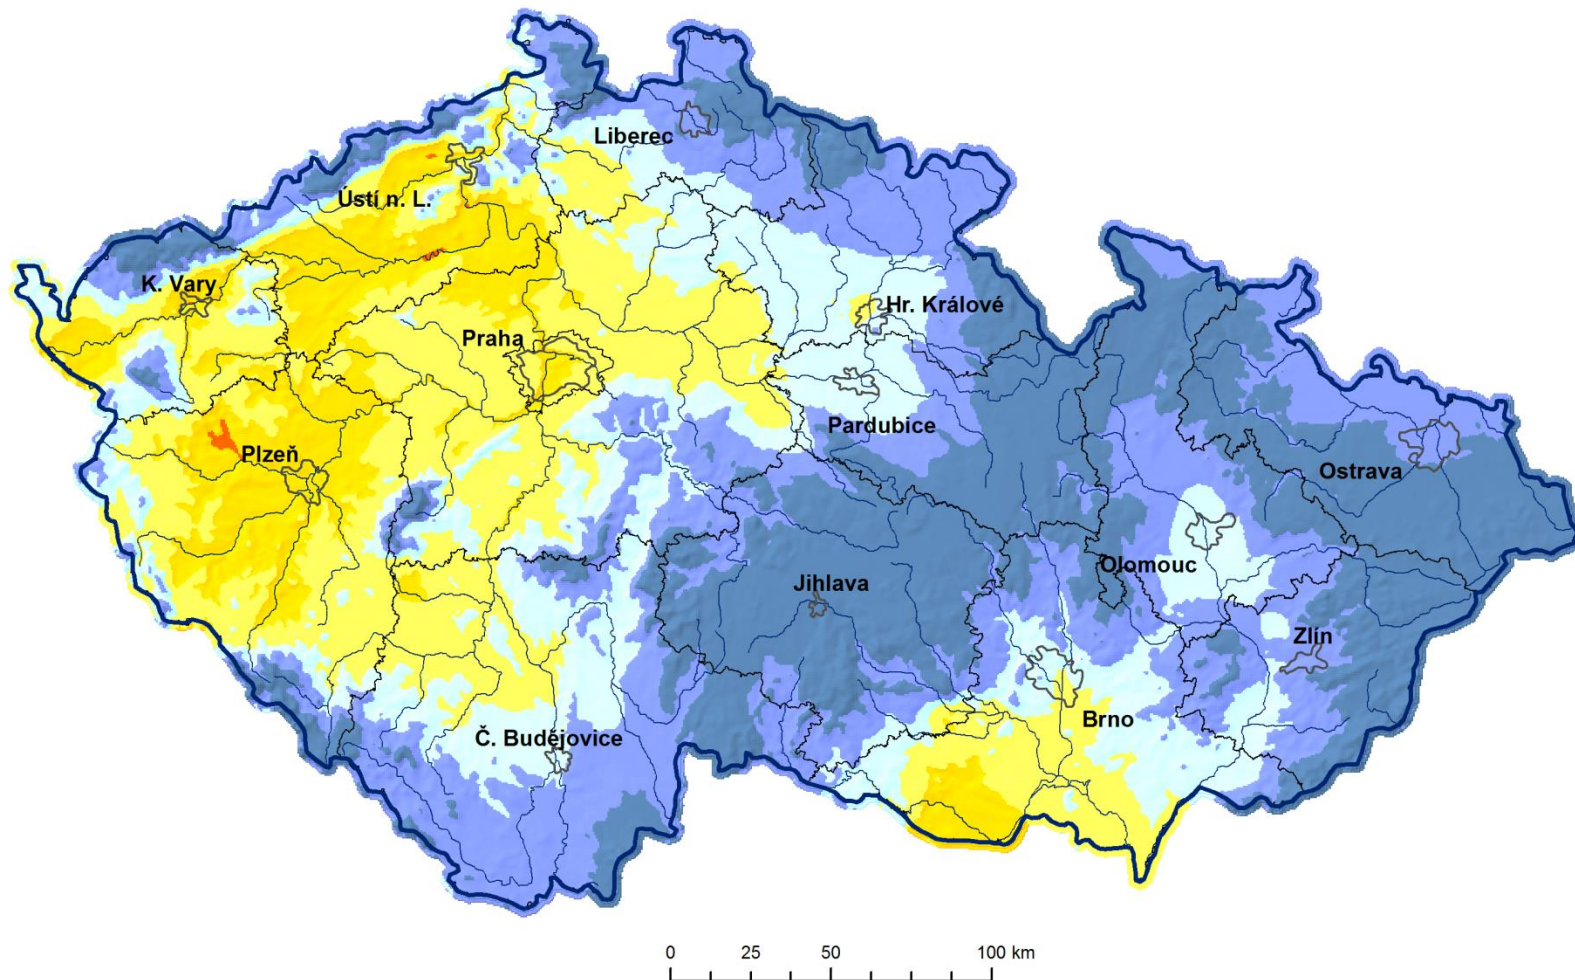 Liberec
Ústí n. L.
K. Vary
Hr. Králové
Praha
Pardubice
Plzeň
Ostrava
Olomouc
Jihlava
Zlín
Brno
Č. Budějovice
0 25 50 100 km